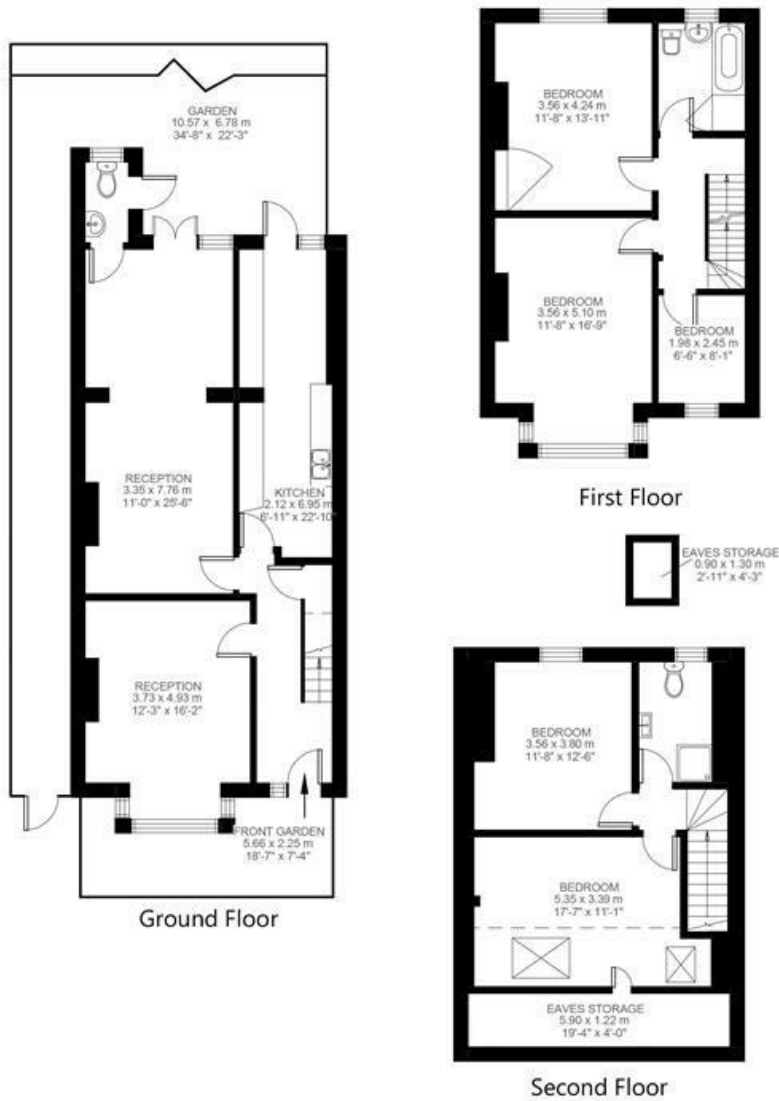 GARDEN
10.57 x 6.78 m
34'-8" x 22'-3"
RECEPTION
3.35 x 7.76 m
11'-0" x 25'-6"
KITCHEN
2.12 x 6.95 m
6'-11" x 22'-10"
RECEPTION
3.73 x 4.93 m
12'-3" x 16'-2"
FRONT GARDEN
5.66 x 2.25 m
18'-7" x 7'-4"
Ground Floor
BEDROOM
3.56 x 4.24 m
11'-8" x 13'-11"
BEDROOM
3.56 x 5.10 m
11'-8" x 16'-9"
BEDROOM
1.98 x 2.45 m
6'-6" x 8'-1"
First Floor
EAVES STORAGE
0.90 x 1.30 m
2'-11" x 4'-3"
BEDROOM
3.56 x 3.80 m
11'-8" x 12'-6"
BEDROOM
5.35 x 3.39 m
17'-7" x 11'-1"
EAVES STORAGE
5.90 x 1.22 m
19'-4" x 4'-0"
Second Floor